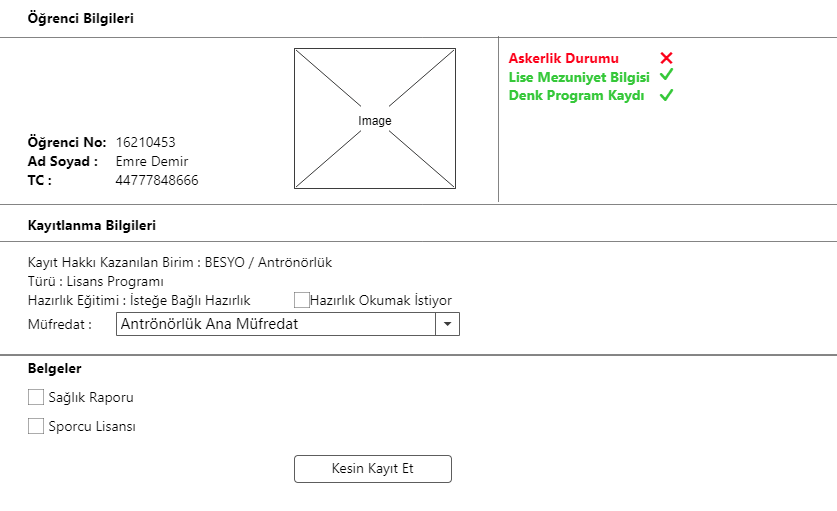 Öğrenci Bilgileri
Askerlik Durumu
Lise Mezuniyet Bilgisi
Denk Program Kaydı
Image
Öğrenci No: 16210453
Ad Soyad : Emre Demir
TC : 44777848666
Kayıtlanma Bilgileri
Kayıt Hakkı Kazanılan Birim : BESYO / Antrönörlük
Türü : Lisans Programı
Hazırlık Eğitimi : İsteğe Bağlı Hazırlık Hazırlık Okumak İstiyor
Müfredat : Antrönörlük Ana Müfredat
Belgeler
Sağlık Raporu
Sporcu Lisansı
Kesin Kayıt Et